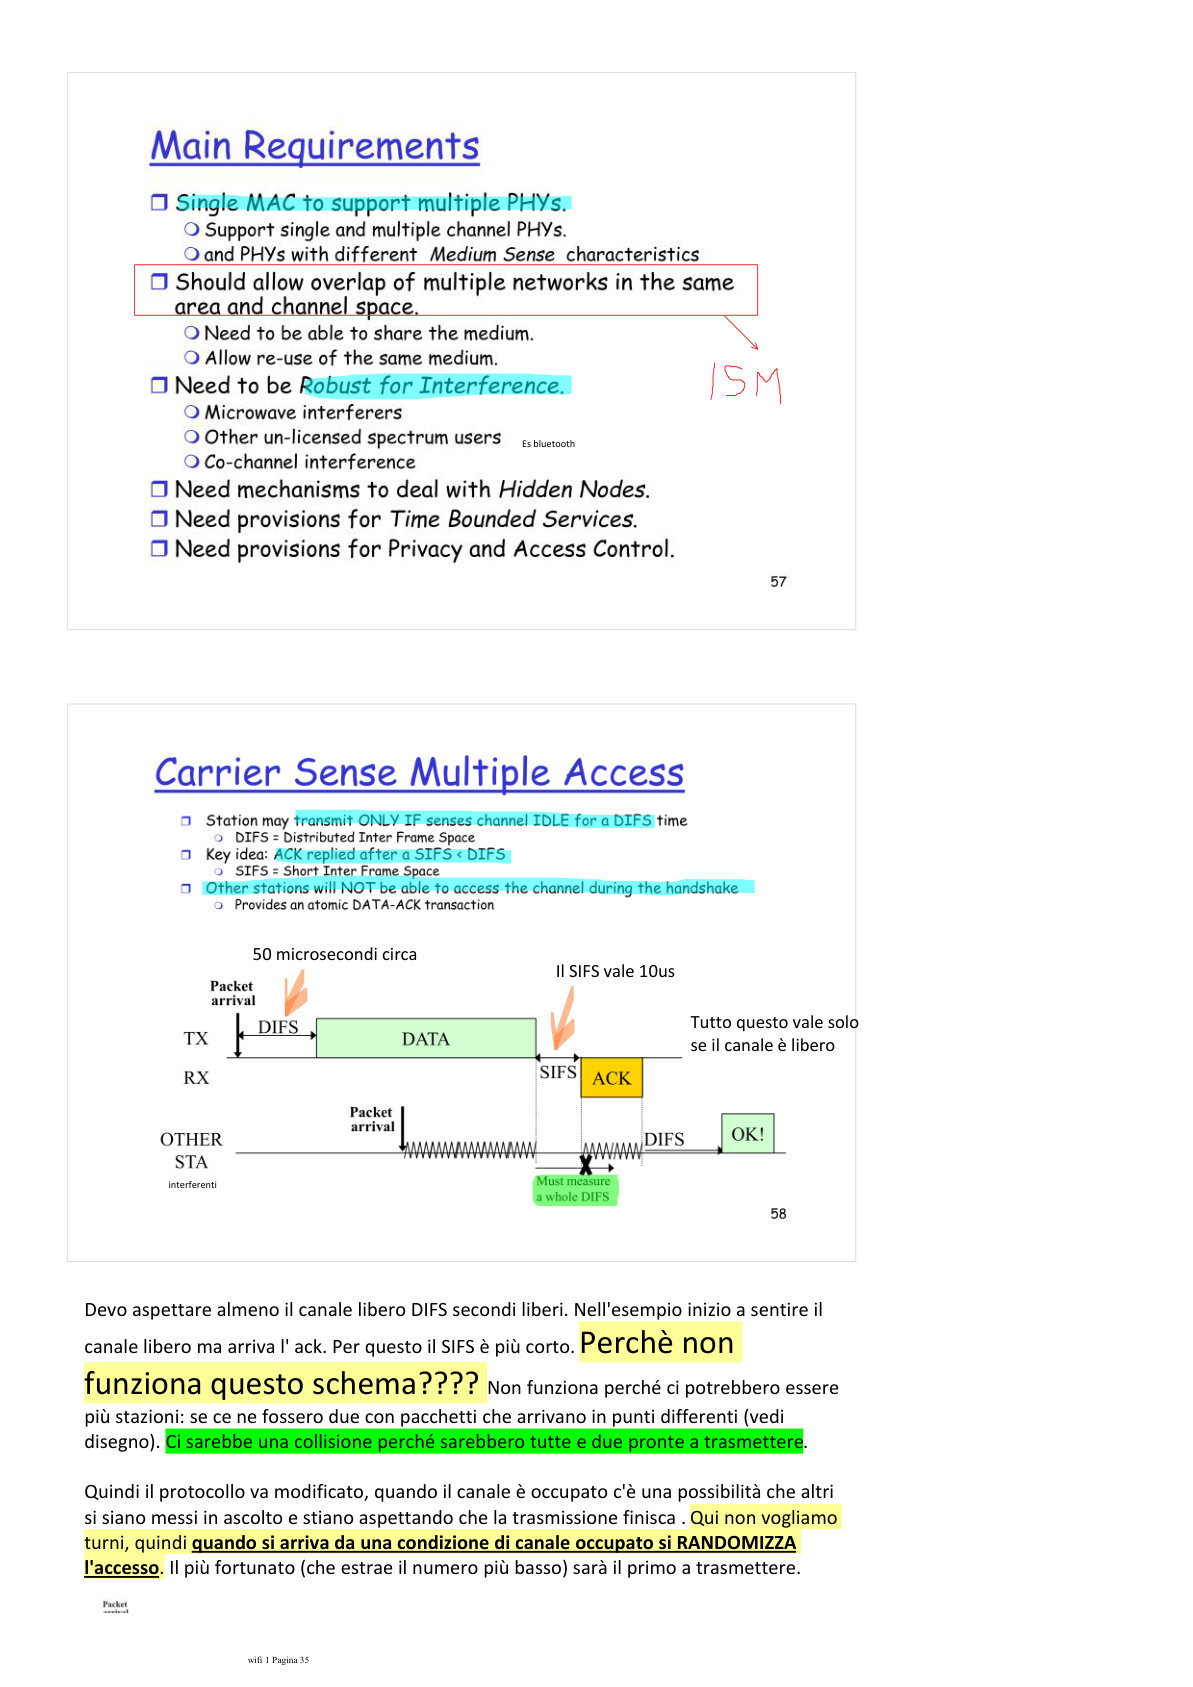 Main Requirements
Single MAC to support multiple PHYs.
Support single and multiple channel PHYs.
and PHYs with different Medium Sense characteristics
Should allow overlap of multiple networks in the same
area and channel space.
Need to be able to share the medium.
Allow re-use of the same medium.
ISM
Need to be Robust for Interference.
Microwave interferers
Other un-licensed spectrum users
Es bluetooth
Co-channel interference
Need mechanisms to deal with Hidden Nodes.
Need provisions for Time Bounded Services.
Need provisions for Privacy and Access Control.
57
Carrier Sense Multiple Access
Station may transmit ONLY IF senses channel IDLE for a DIFS time
DIFS = Distributed Inter Frame Space
Key idea: ACK replied after a SIFS < DIFS
SIFS = Short Inter Frame Space
Other stations will NOT be able to access the channel during the handshake
Provides an atomic DATA-ACK transaction
50 microsecondi circa
Il SIFS vale 10us
Packet
arrival
Tutto questo vale solo
se il canale è libero
TX
DIFS
DATA
RX
SIFS
ACK
Packet
arrival
OTHER
STA
DIFS
OK!
interferenti
Must measure
a whole DIFS
58
Devo aspettare almeno il canale libero DIFS secondi liberi. Nell'esempio inizio a sentire il
canale libero ma arriva l' ack. Per questo il SIFS è più corto. Perchè non
funziona questo schema???? Non funziona perché ci potrebbero essere
più stazioni: se ce ne fossero due con pacchetti che arrivano in punti differenti (vedi
disegno). Ci sarebbe una collisione perché sarebbero tutte e due pronte a trasmettere.
Quindi il protocollo va modificato, quando il canale è occupato c'è una possibilità che altri
si siano messi in ascolto e stiano aspettando che la trasmissione finisca . Qui non vogliamo
turni, quindi quando si arriva da una condizione di canale occupato si RANDOMIZZA
l'accesso. Il più fortunato (che estrae il numero più basso) sarà il primo a trasmettere.
Packet
arrival
wifi 1 Pagina 35